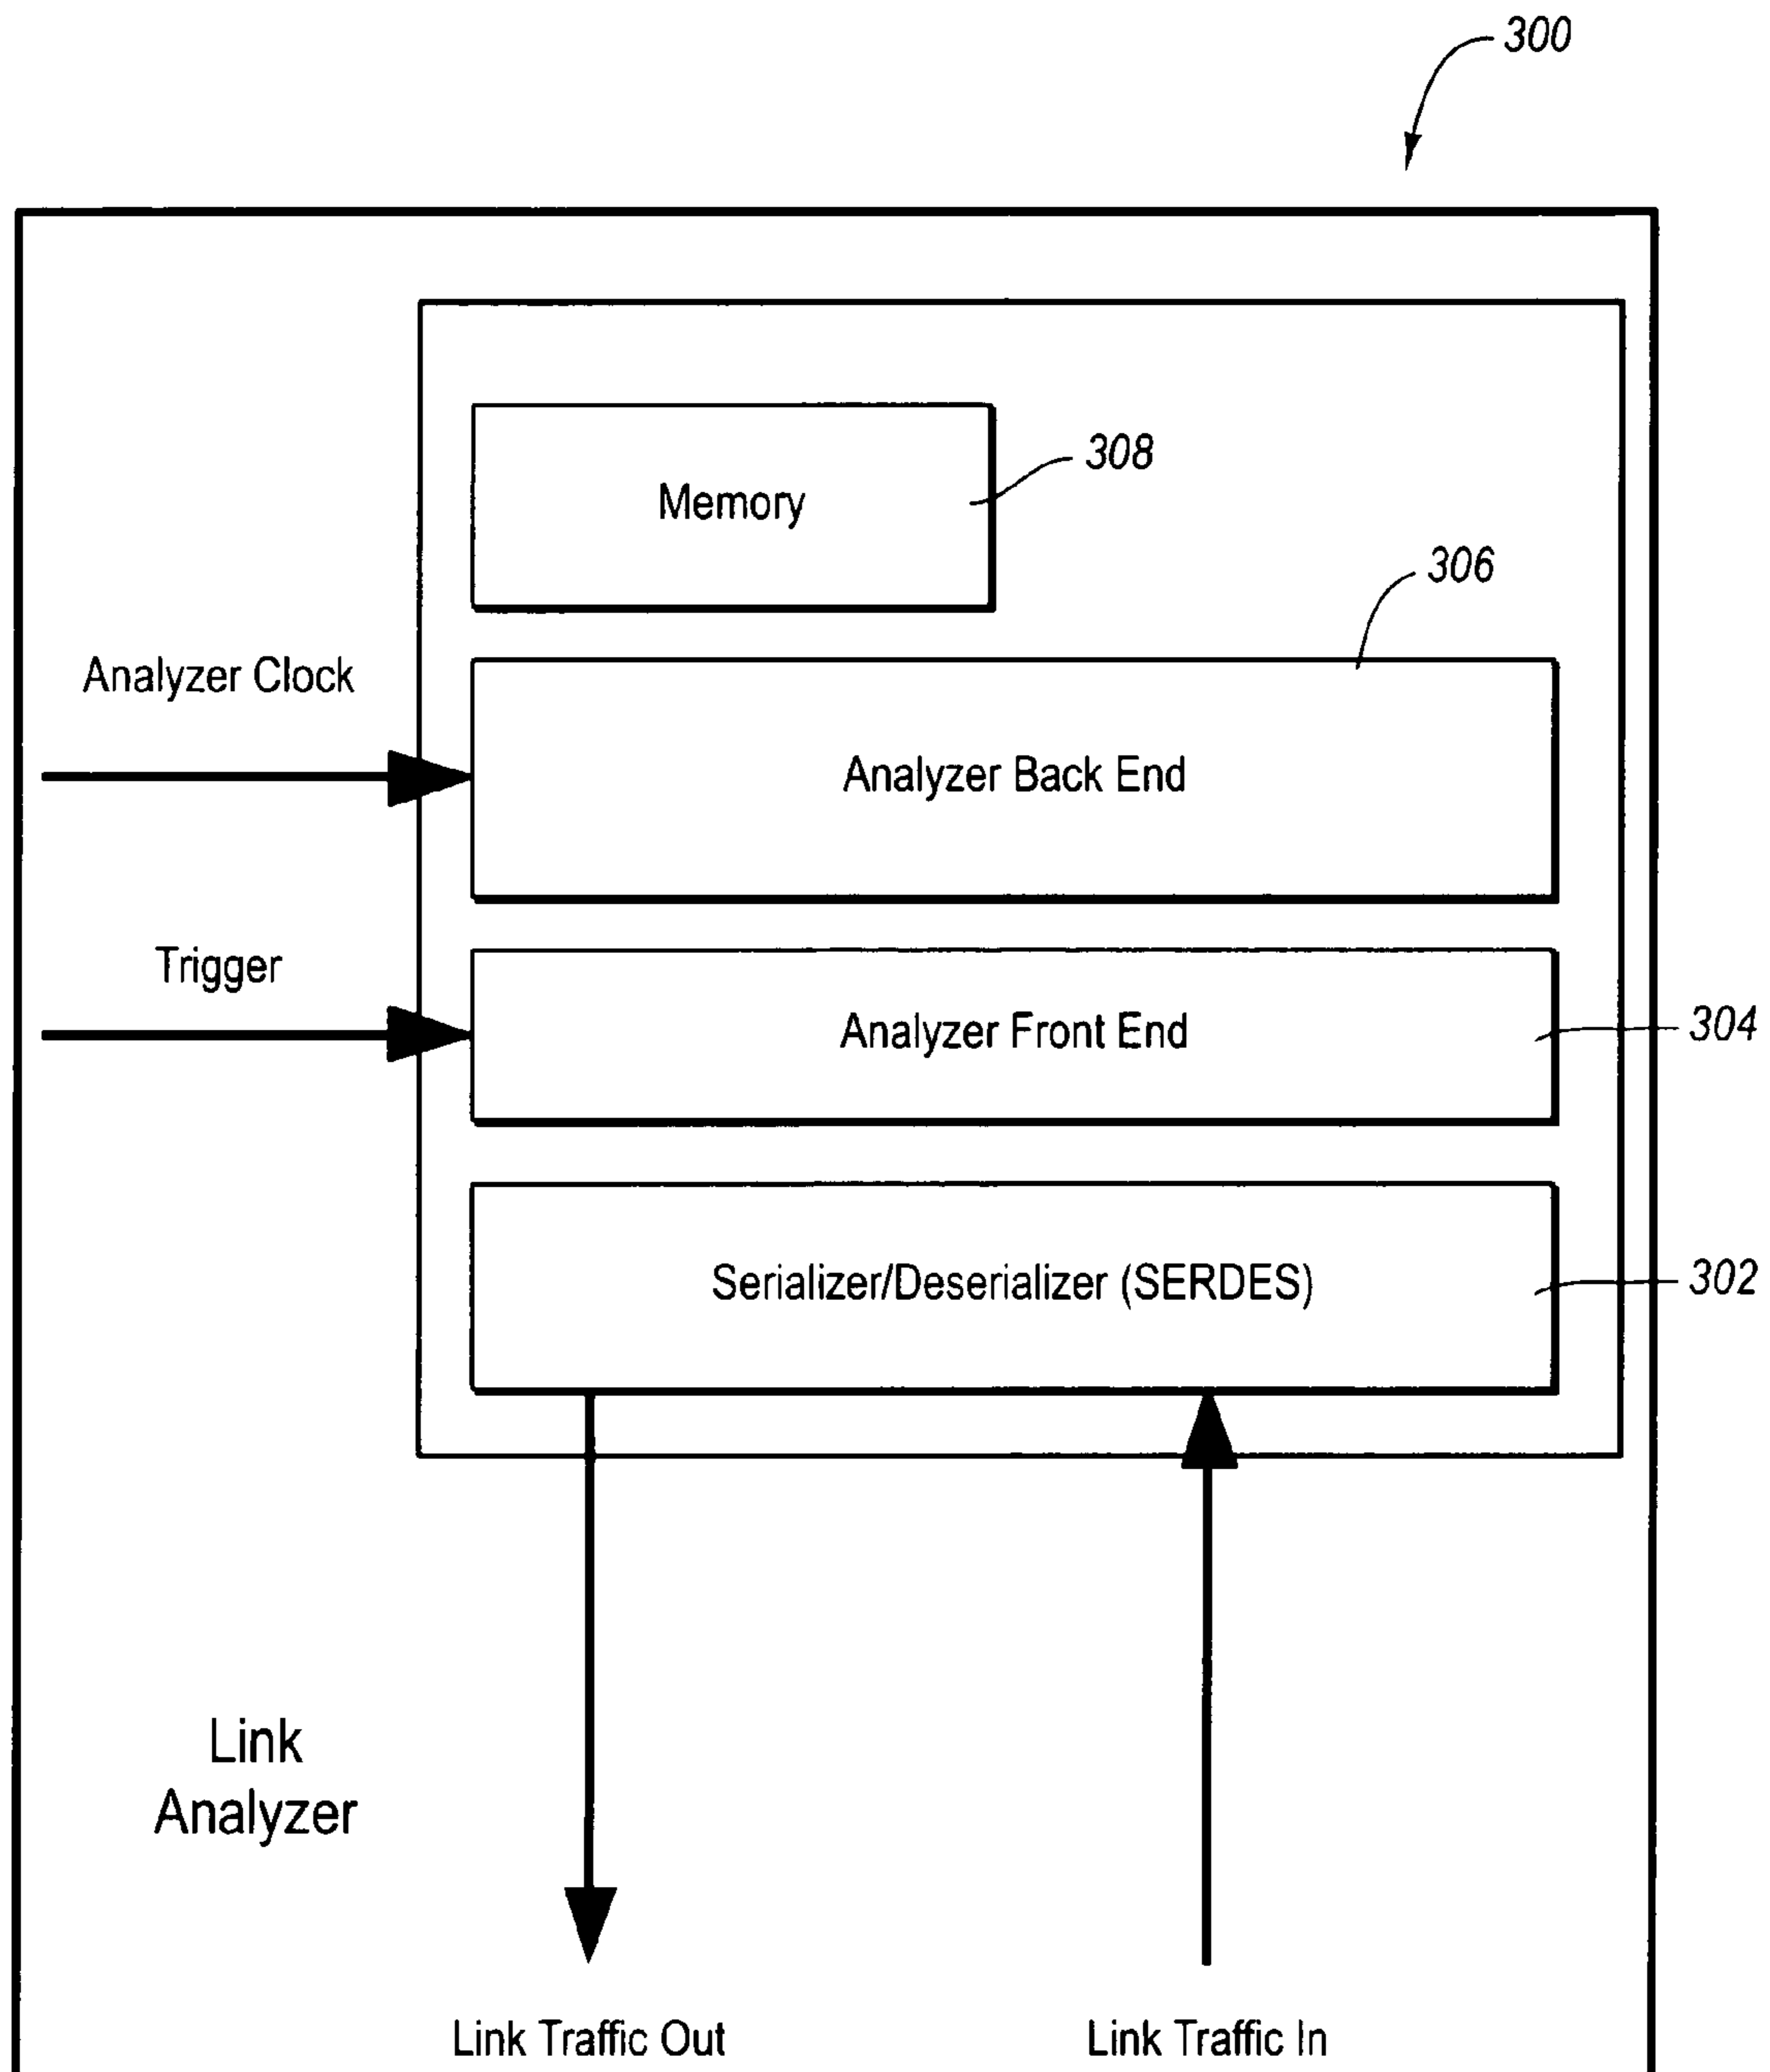 300
Memory
308
306
Analyzer Clock
Analyzer Back End
Trigger
Analyzer Front End
304
Serializer/Deserializer (SERDES)
302
Link
Analyzer
Link Traffic Out
Link Traffic In